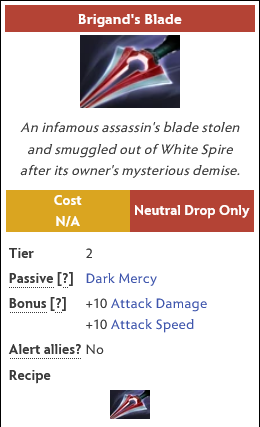 Brigand's Blade
An infamous assassin's blade stolen
and smuggled out of White Spire
after its owner's mysterious demise.
Cost
N/A
Neutral Drop Only
Tier 2
Passive [?] Dark Mercy
Bonus [?] +10 Attack Damage
+10 Attack Speed
Alert allies? No
Recipe